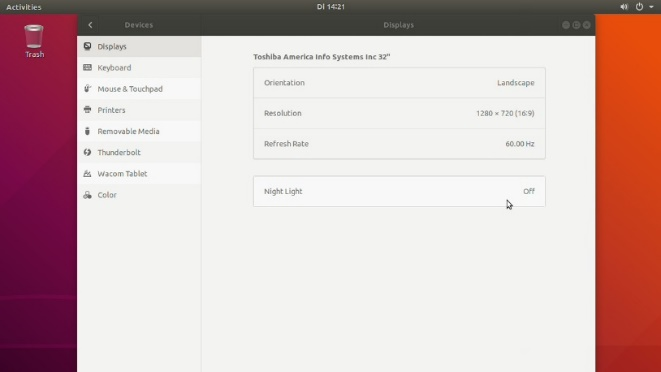 Activities
Di 14:21
Devices
Displays
Trash
Displays
Keyboard
Mouse & Touchpad
Printers
Removable Media
Thunderbolt
Wacom Tablet
Color
Toshiba America Info Systems Inc 32"
Orientation Landscape
Resolution 1280 × 720 (16:9)
Refresh Rate 60.00 Hz
Night Light Off